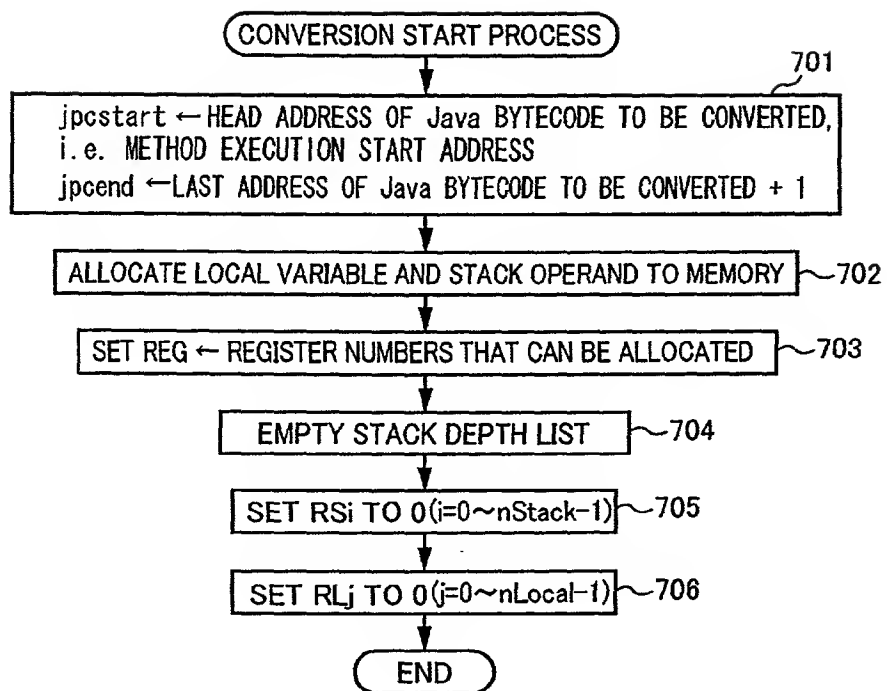 CONVERSION START PROCESS
701
jpcstart ← HEAD ADDRESS OF Java BYTECODE TO BE CONVERTED,
i.e. METHOD EXECUTION START ADDRESS
jpcend ← LAST ADDRESS OF Java BYTECODE TO BE CONVERTED + 1
ALLOCATE LOCAL VARIABLE AND STACK OPERAND TO MEMORY 702
SET REG ← REGISTER NUMBERS THAT CAN BE ALLOCATED 703
EMPTY STACK DEPTH LIST 704
SET RSi TO 0(i=0~nStack-1) 705
SET RLj TO 0(j=0~nLocal-1) 706
END